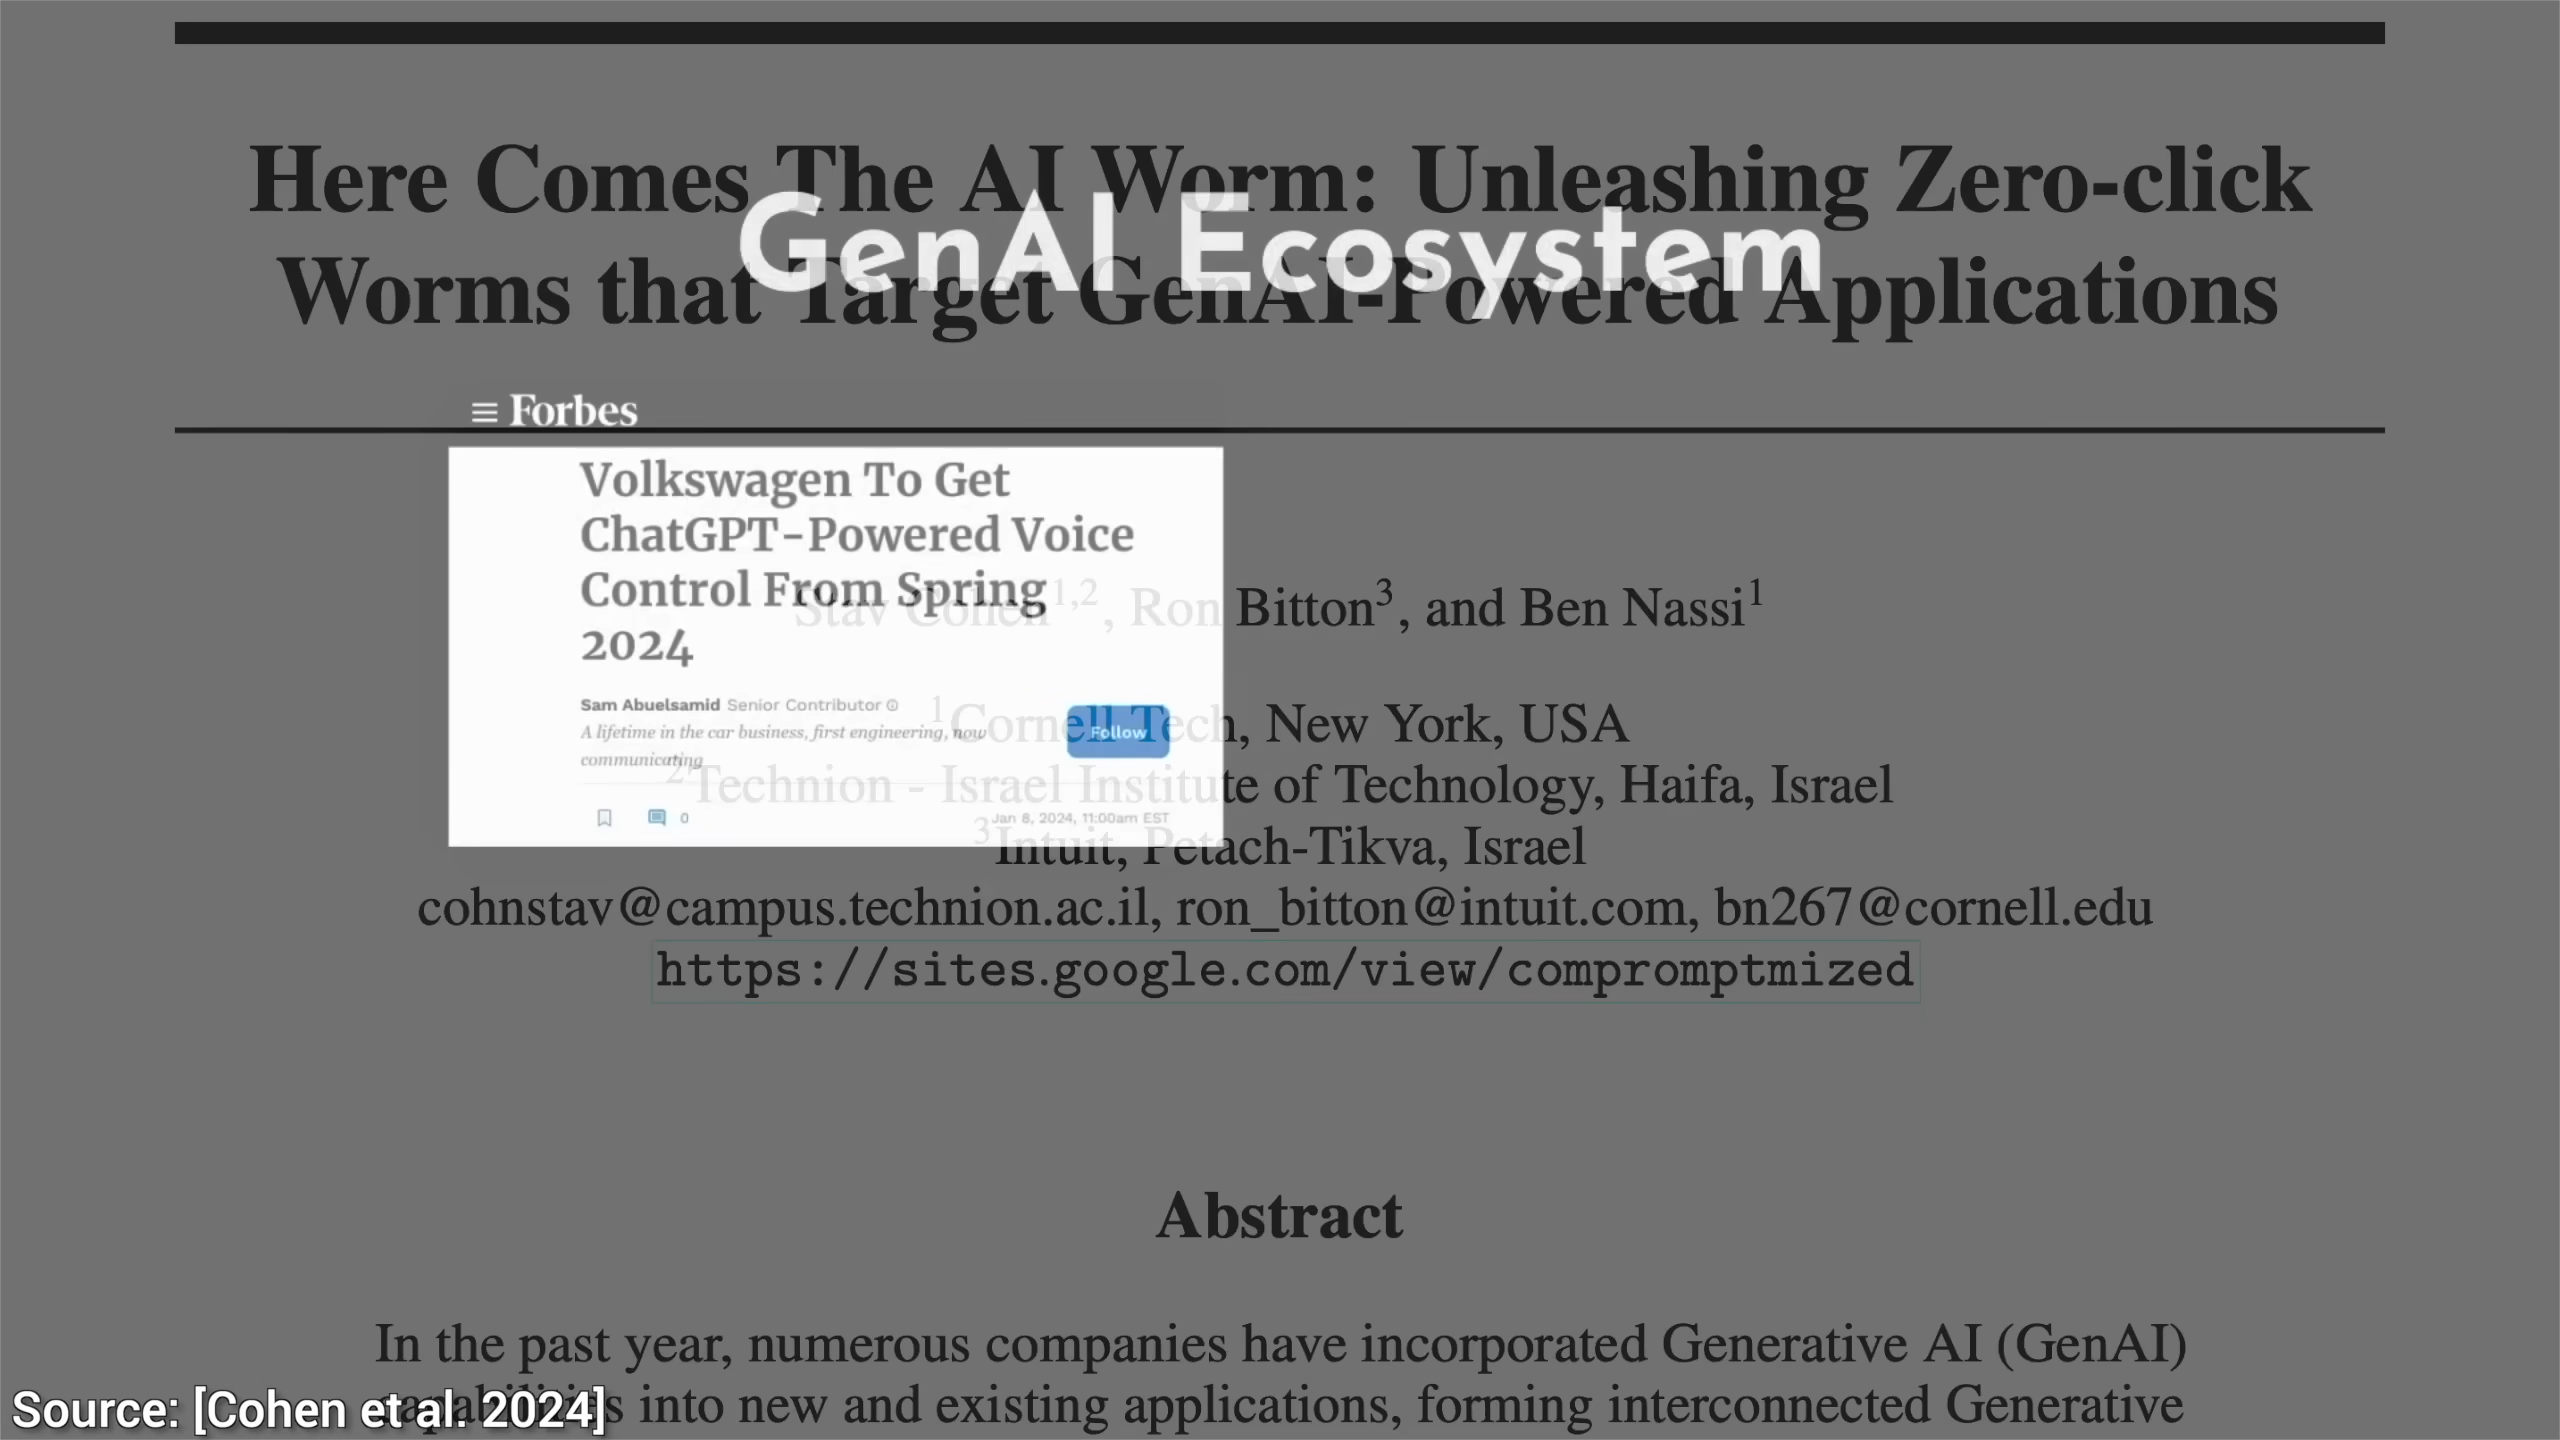 Here Comes The AI Worm: Unleashing Zero-click
GenAI Ecosystem
Worms that Target GenAI-Powered Applications
Forbes
Volkswagen To Get
ChatGPT-Powered Voice
Control From Spring
2024
Stav Cohen1,2, Ron Bitton3, and Ben Nassi1
Sam Abuelsamid Senior Contributor
A lifetime in the car business, first engineering, now
communicating
Follow
1Cornell Tech, New York, USA
2Technion - Israel Institute of Technology, Haifa, Israel
0
Jan 8, 2024, 11:00am EST
3Intuit, Petach-Tikva, Israel
cohnstav@campus.technion.ac.il, ron_bitton@intuit.com, bn267@cornell.edu
https://sites.google.com/view/compromptmized
Abstract
In the past year, numerous companies have incorporated Generative AI (GenAI)
capabilities into new and existing applications, forming interconnected Generative
Source: [Cohen et al. 2024]